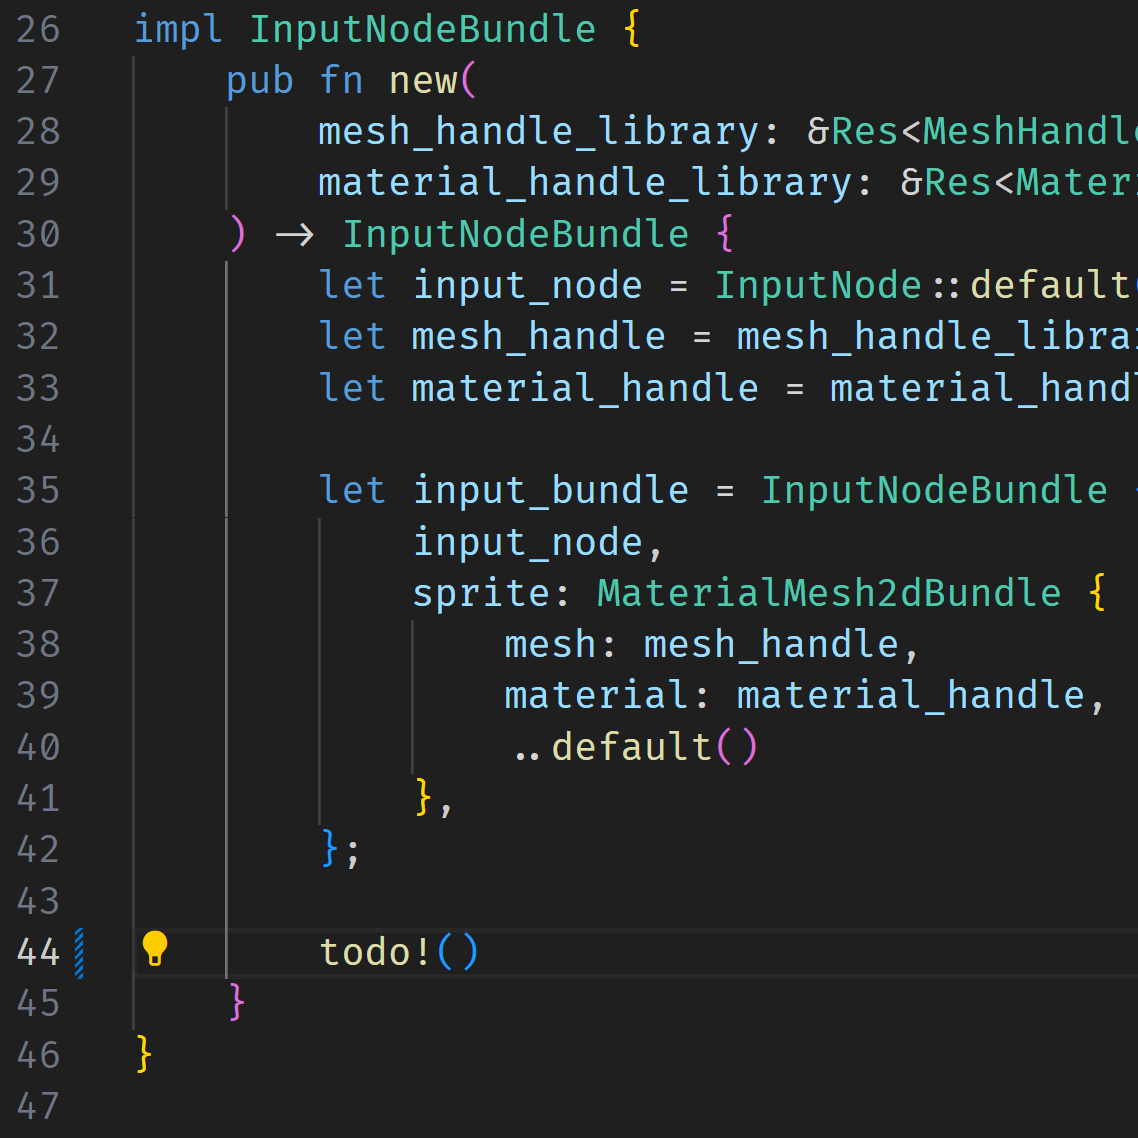 26 impl InputNodeBundle {
27 pub fn new(
28 mesh_handle_library: &Res<MeshHandl
29 material_handle_library: &Res<Mater
30 ) -> InputNodeBundle {
31 let input_node = InputNode::default(
32 let mesh_handle = mesh_handle_libra
33 let material_handle = material_hand
34
35 let input_bundle = InputNodeBundle {
36 input_node,
37 sprite: MaterialMesh2dBundle {
38 mesh: mesh_handle,
39 material: material_handle,
40 ..default()
41 },
42 };
43
44 todo!()
45 }
46 }
47